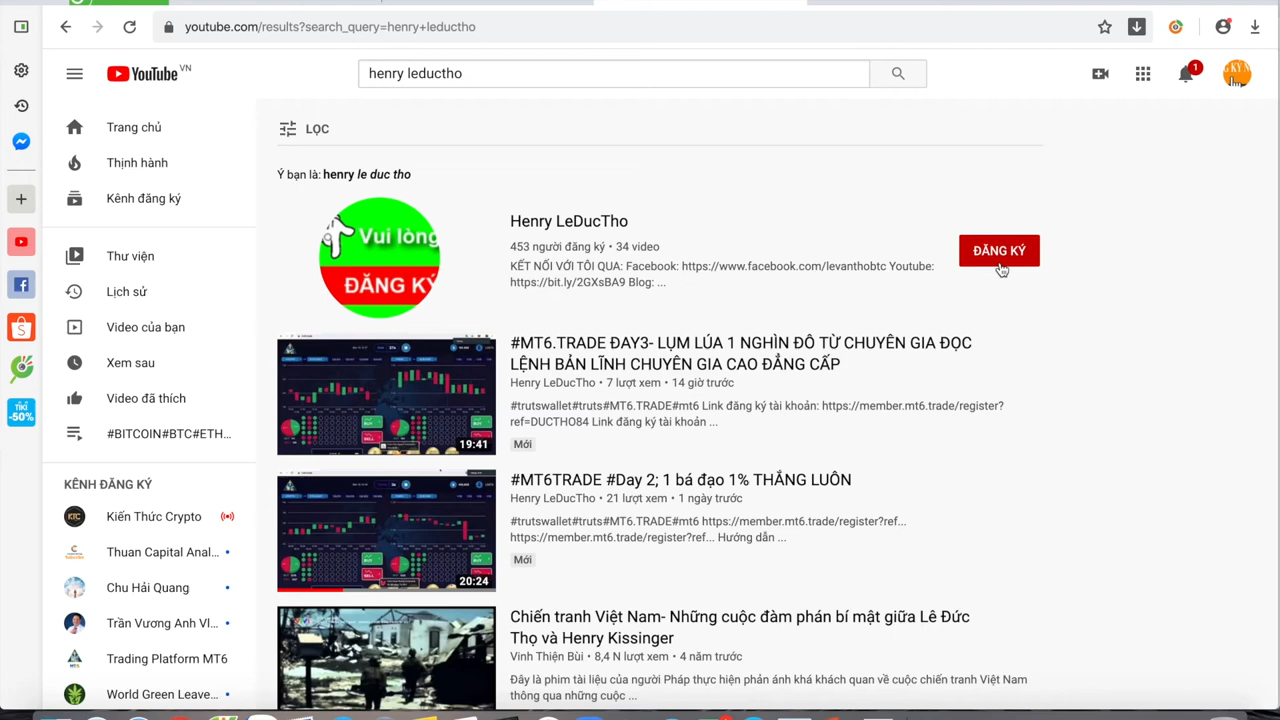 youtube.com/results?search_query=henry+leductho
YouTube VN
henry leductho
1
KÝ
Trang chủ
Thịnh hành
Kênh đăng ký
Thư viện
Lịch sử
Video của bạn
Xem sau
Video đã thích
#BITCOIN#BTC#ETH...
TIKI
-50%
KÊNH ĐĂNG KÝ
KTC
Kiến Thức Crypto
Thuan Capital Anal...
Chu Hải Quang
Trần Vương Anh Vl...
Trading Platform MT6
World Green Leave...
LỌC
Ý bạn là: henry le duc tho
Vui lòng
ĐĂNG KÝ
Henry LeDucTho
453 người đăng ký • 34 video
KẾT NỐI VỚI TÔI QUA: Facebook: https://www.facebook.com/levanthobtc Youtube:
https://bit.ly/2GXsBA9 Blog: ...
ĐĂNG KÝ
19:41
#MT6.TRADE ĐAY3- LỤM LÚA 1 NGHÌN ĐÔ TỪ CHUYÊN GIA ĐỌC
LỆNH BẢN LĨNH CHUYÊN GIA CAO ĐẲNG CẤP
Henry LeDucTho • 7 lượt xem • 14 giờ trước
#trutswallet#truts#MT6.TRADE#mt6 Link đăng ký tài khoản: https://member.mt6.trade/register?
ref=DUCTHO84 Link đăng ký tài khoản ...
Mới
20:24
#MT6TRADE #Day 2; 1 bá đạo 1% THẮNG LUÔN
Henry LeDucTho • 21 lượt xem • 1 ngày trước
#trutswallet#truts#MT6.TRADE#mt6 https://member.mt6.trade/register?ref...
https://member.mt6.trade/register?ref... Hướng dẫn ...
Mới
Chiến tranh Việt Nam- Những cuộc đàm phán bí mật giữa Lê Đức
Thọ và Henry Kissinger
Vinh Thiện Bùi • 8,4 N lượt xem • 4 năm trước
Đây là phim tài liệu của người Pháp thực hiện phản ánh khá khách quan về cuộc chiến tranh Việt Nam
thông qua những cuộc ...